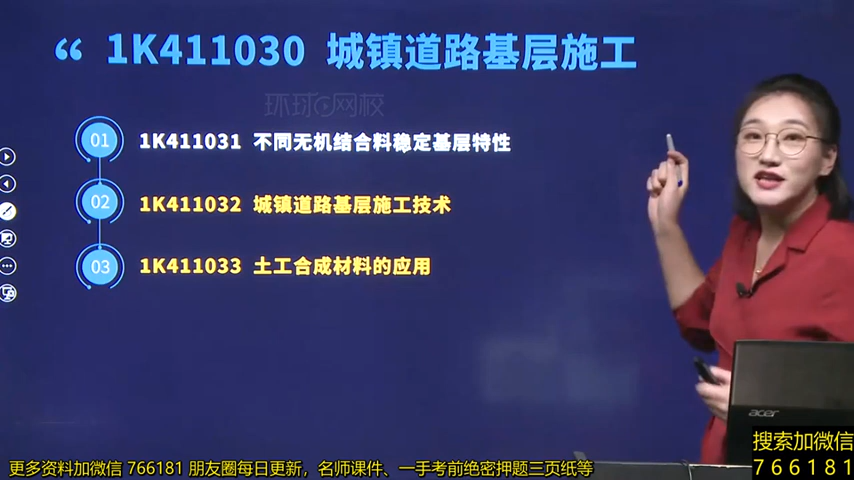 “ 1K411030 城镇道路基层施工
环球网校
01 1K411031 不同无机结合料稳定基层特性
02 1K411032 城镇道路基层施工技术
03 1K411033 土工合成材料的应用
acer
搜索加微信
766181
更多资料加微信 766181 朋友圈每日更新，名师课件、一手考前绝密押题三页纸等